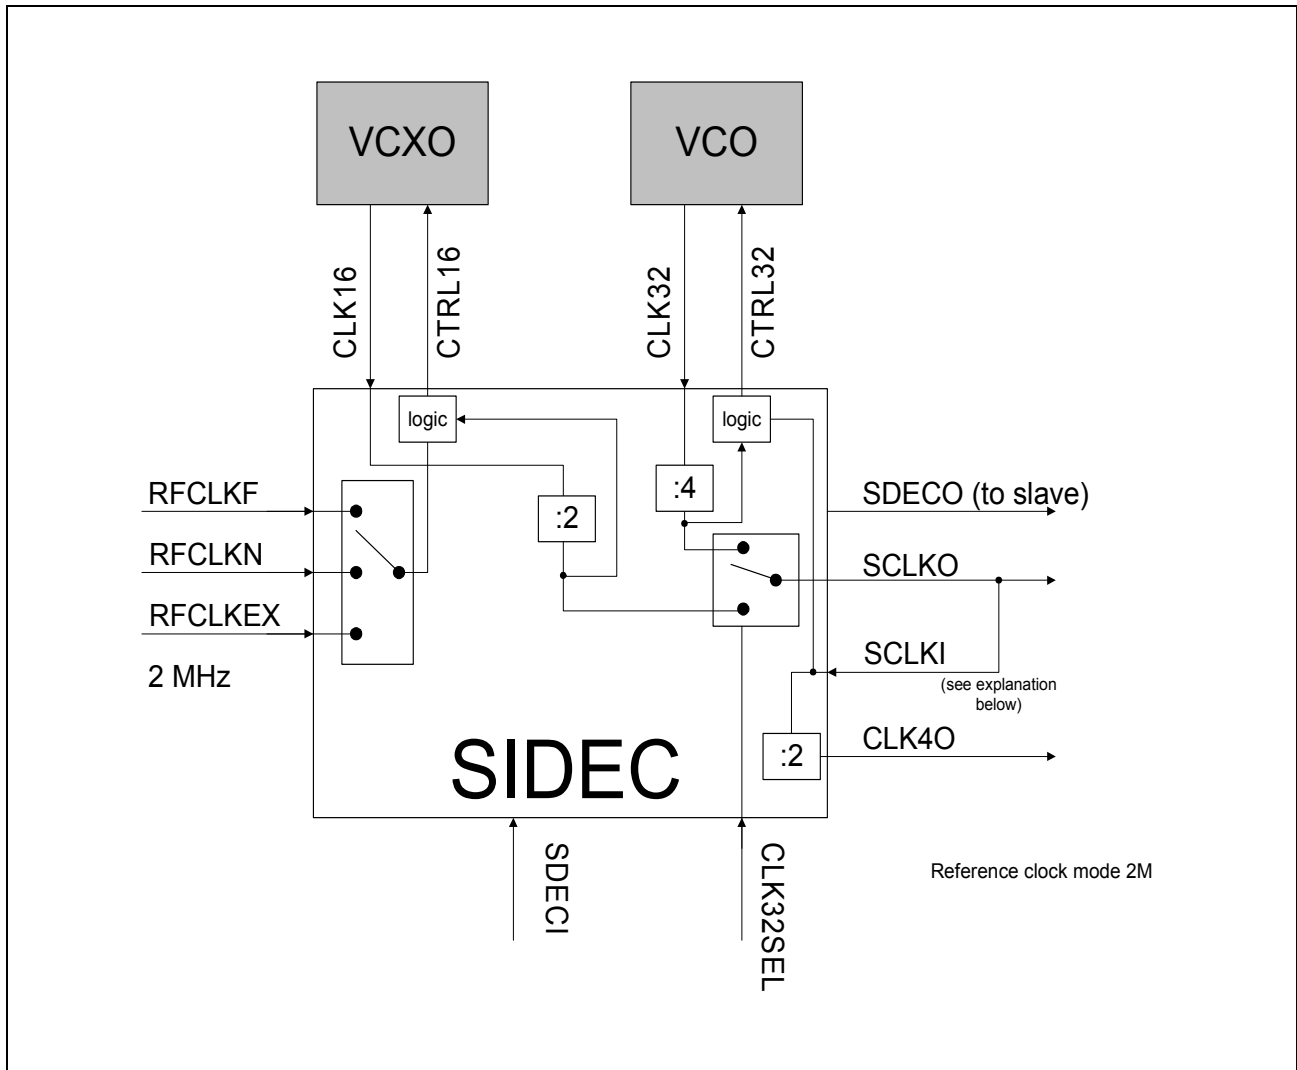 VCXO
VCO
CLK16
CTRL16
CLK32
CTRL32
logic
logic
RFCLKF
:4
SDECO (to slave)
:2
RFCLKN
SCLKO
RFCLKEX
SCLKI
2 MHz
(see explanation
below)
CLK4O
:2
SIDEC
SDECI
CLK32SEL
Reference clock mode 2M